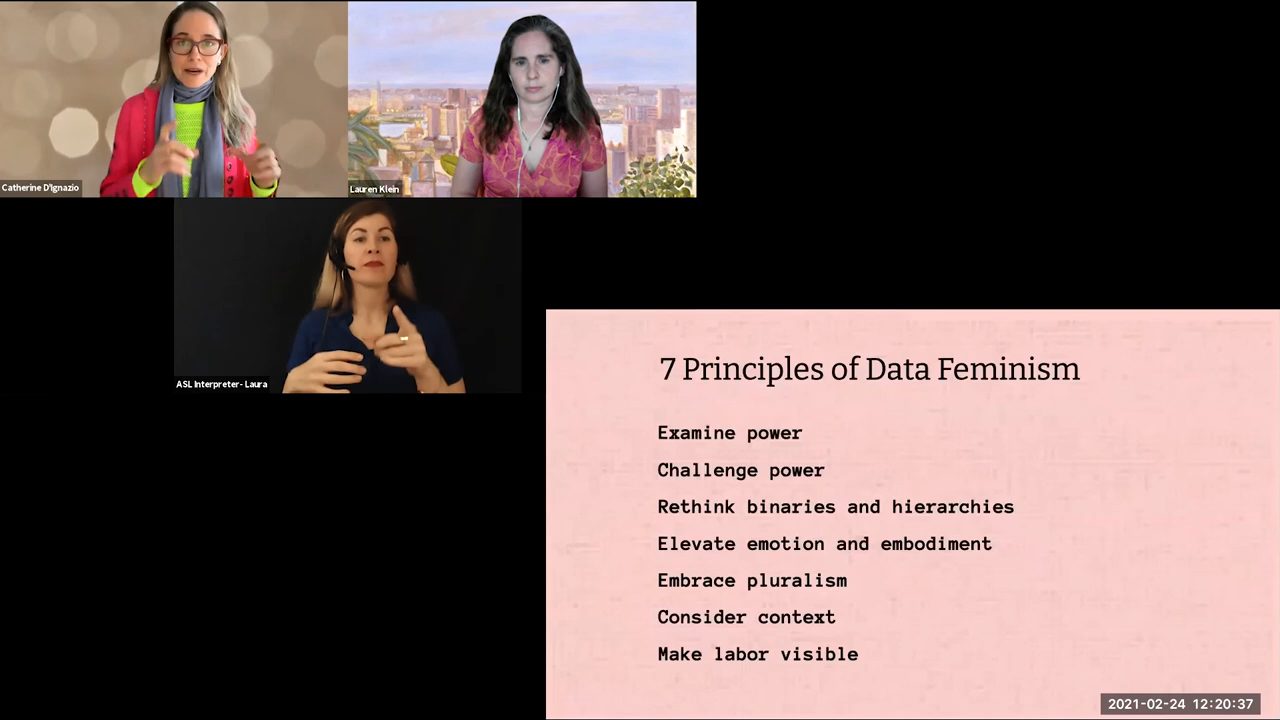 Catherine D'Ignazio
Lauren Klein
ASL Interpreter- Laura
7 Principles of Data Feminism
Examine power
Challenge power
Rethink binaries and hierarchies
Elevate emotion and embodiment
Embrace pluralism
Consider context
Make labor visible
2021-02-24 12:20:37